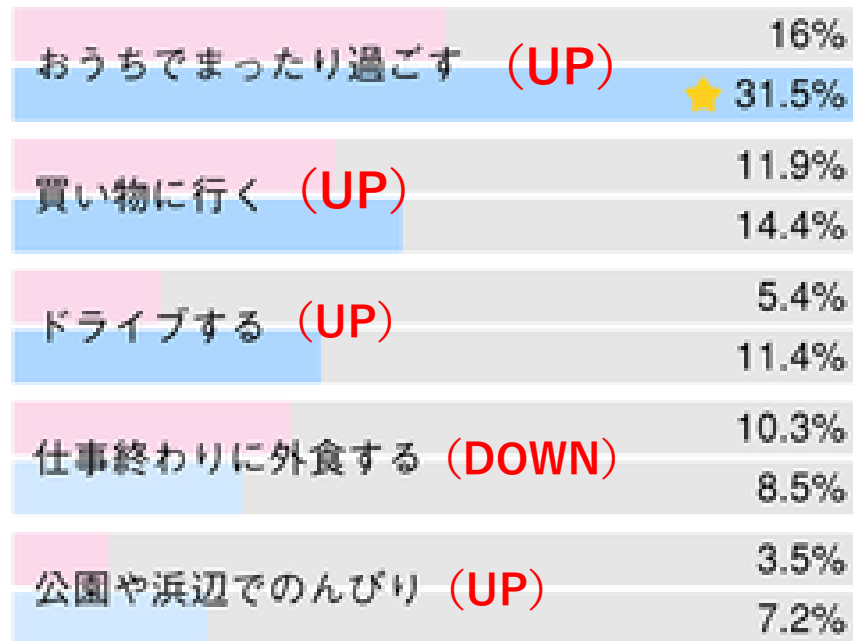 16%
おうちでまったり過ごす (UP)
31.5%
11.9%
買い物に行く (UP)
14.4%
5.4%
ドライブする (UP)
11.4%
10.3%
仕事終わりに外食する (DOWN)
8.5%
3.5%
公園や浜辺でのんびり (UP)
7.2%